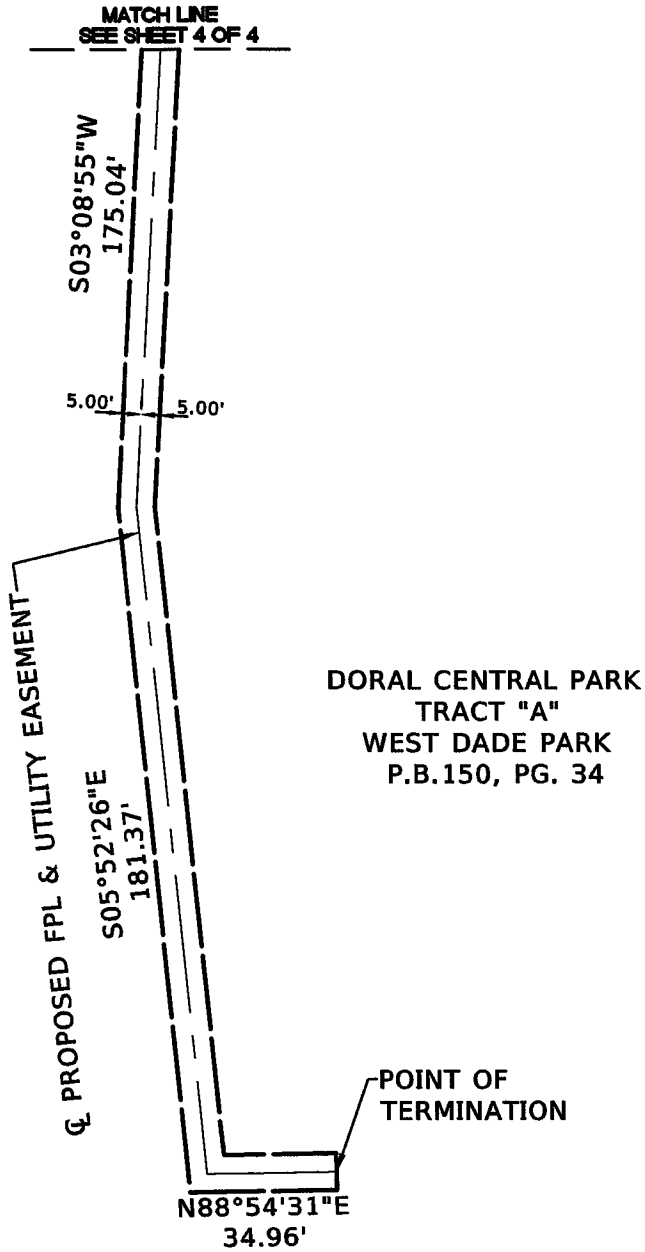 MATCH LINE
SEE SHEET 4 OF 4
S03°08'55"W
175.04'
5.00'
5.00'
℄ PROPOSED FPL & UTILITY EASEMENT
DORAL CENTRAL PARK
TRACT "A"
WEST DADE PARK
P.B.150, PG. 34
S05°52'26"E
181.37'
POINT OF
TERMINATION
N88°54'31"E
34.96'